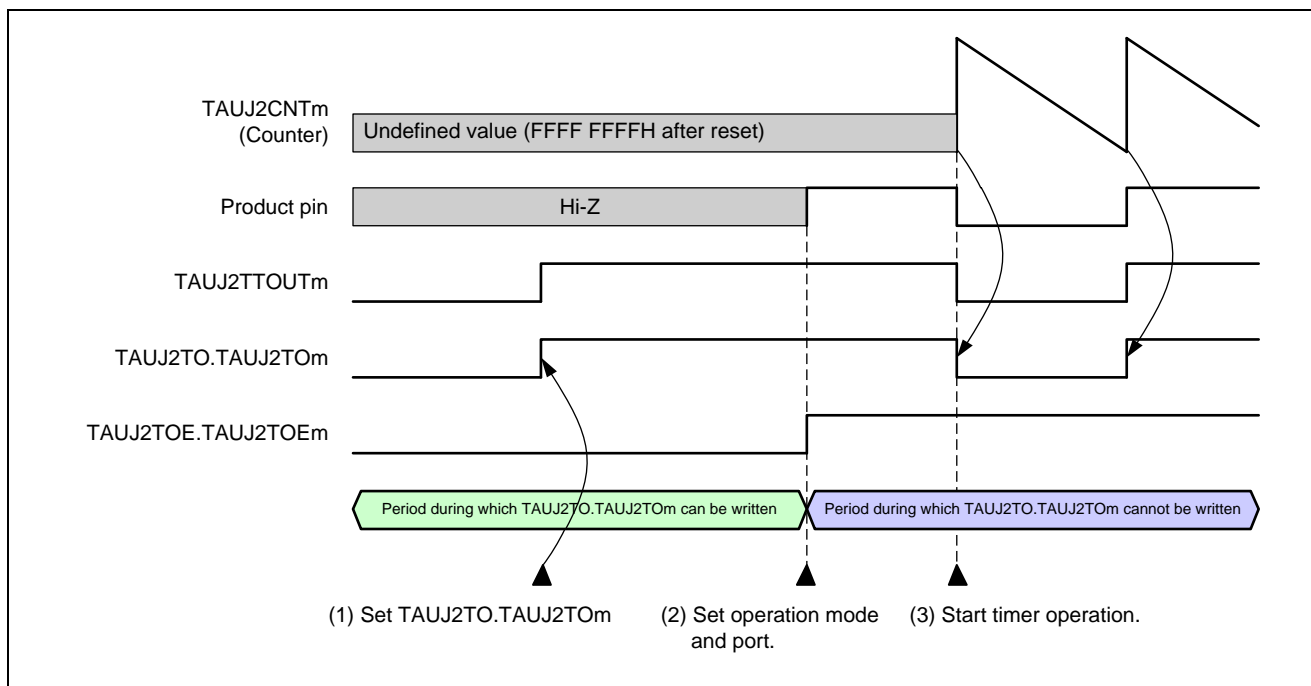 TAUJ2CNTm
(Counter)
Undefined value (FFFF FFFFH after reset)
Product pin
Hi-Z
TAUJ2TTOUTm
TAUJ2TO.TAUJ2TOm
TAUJ2TOE.TAUJ2TOEm
Period during which TAUJ2TO.TAUJ2TOm can be written
Period during which TAUJ2TO.TAUJ2TOm cannot be written
(1) Set TAUJ2TO.TAUJ2TOm
(2) Set operation mode
and port.
(3) Start timer operation.